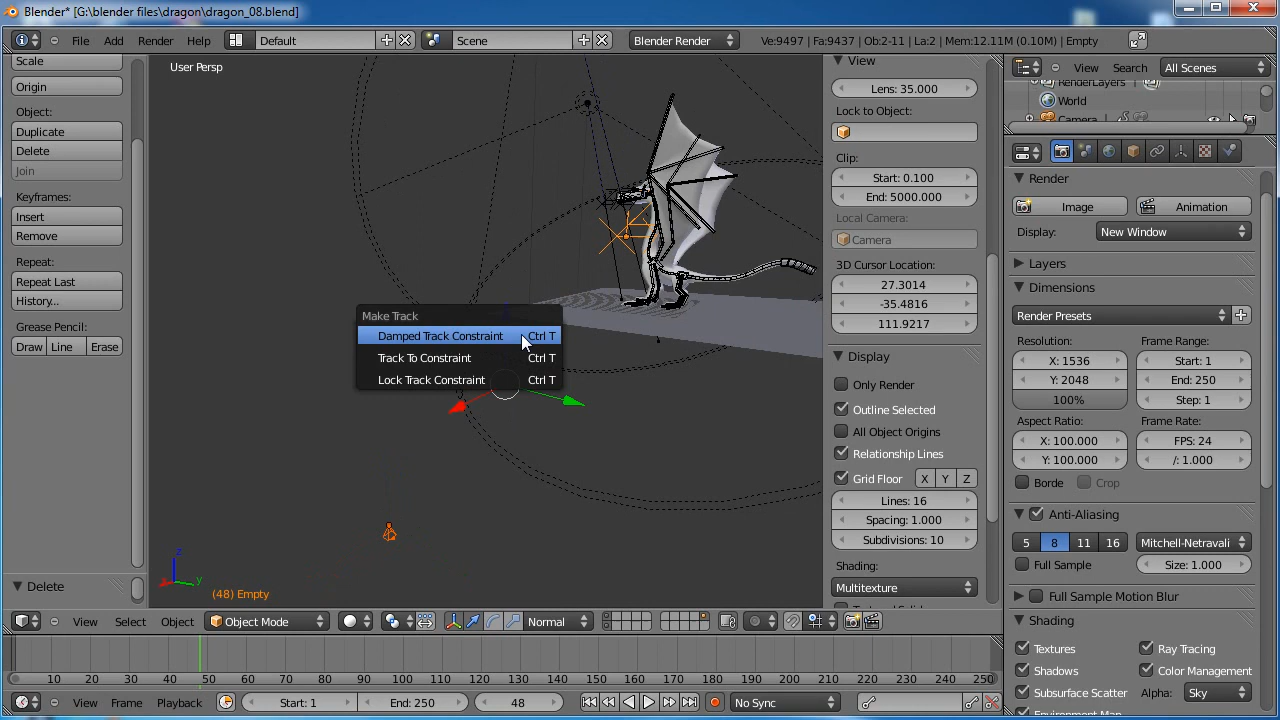 Blender* [G:\blender files\dragon\dragon_08.blend]
File Add Render Help Default Scene Blender Render Ve:9497 | Fa:9437 | Ob:2-11 | La:2 | Mem:12.11M (0.10M) | Empty
Scale
Origin
Object:
Duplicate
Delete
Join
Keyframes:
Insert
Remove
Repeat:
Repeat Last
History...
Grease Pencil:
Draw Line Erase
Delete
User Persp
Make Track
Damped Track Constraint Ctrl T
Track To Constraint Ctrl T
Lock Track Constraint Ctrl T
z
x y
(48) Empty
View
Lens: 35.000
Lock to Object:
Clip:
Start: 0.100
End: 5000.000
Local Camera:
Camera
3D Cursor Location:
27.3014
-35.4816
111.9217
Display
Only Render
Outline Selected
All Object Origins
Relationship Lines
Grid Floor X Y Z
Lines: 16
Spacing: 1.000
Subdivisions: 10
Shading:
Multitexture
View Search All Scenes
RenderLayers
World
Camera
Render
Image Animation
Display: New Window
Layers
Dimensions
Render Presets
Resolution: Frame Range:
X: 1536 Start: 1
Y: 2048 End: 250
100% Step: 1
Aspect Ratio: Frame Rate:
X: 100.000 FPS: 24
Y: 100.000 /: 1.000
Borde Crop
Anti-Aliasing
5 8 11 16 Mitchell-Netravali
Full Sample Size: 1.000
Full Sample Motion Blur
Shading
Textures Ray Tracing
Shadows Color Management
Subsurface Scatter Alpha: Sky
Environment Map
View Select Object Object Mode Normal
10 20 30 40 50 60 70 80 90 100 110 120 130 140 150 160 170 180 190 200 210 220 230 240 250
View Frame Playback Start: 1 End: 250 48 No Sync